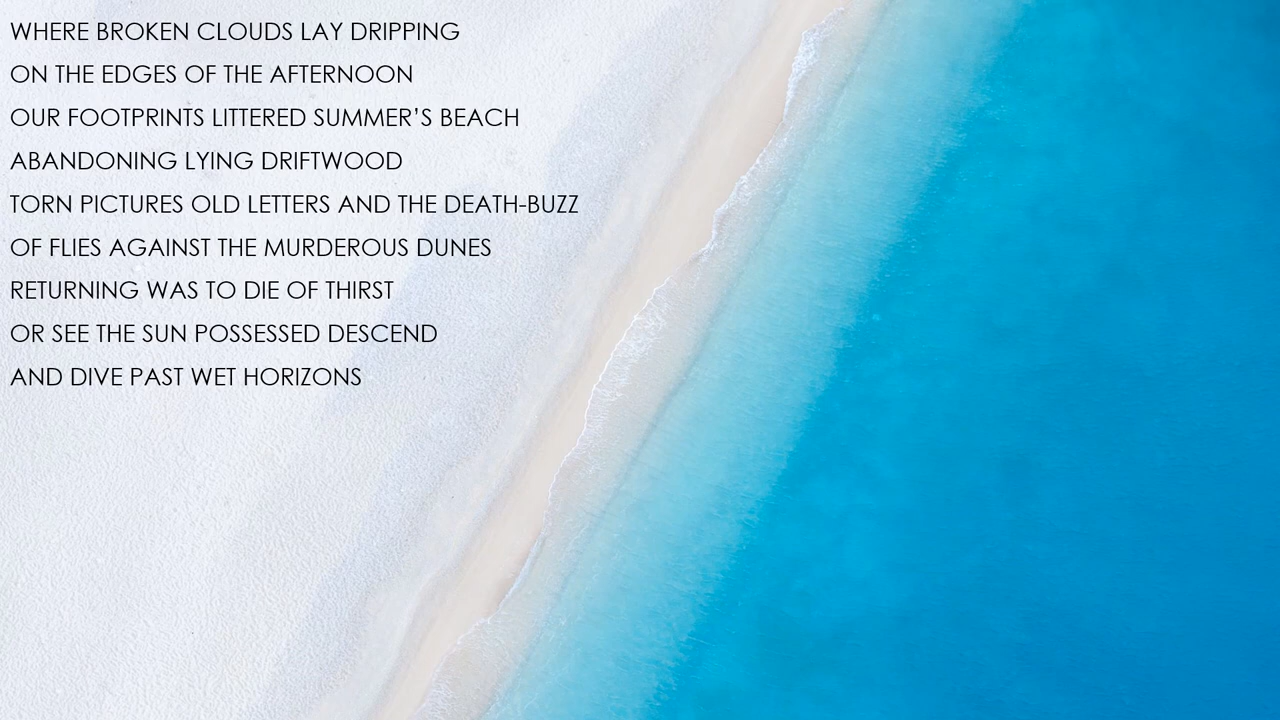 WHERE BROKEN CLOUDS LAY DRIPPING
ON THE EDGES OF THE AFTERNOON
OUR FOOTPRINTS LITTERED SUMMER’S BEACH
ABANDONING LYING DRIFTWOOD
TORN PICTURES OLD LETTERS AND THE DEATH-BUZZ
OF FLIES AGAINST THE MURDEROUS DUNES
RETURNING WAS TO DIE OF THIRST
OR SEE THE SUN POSSESSED DESCEND
AND DIVE PAST WET HORIZONS